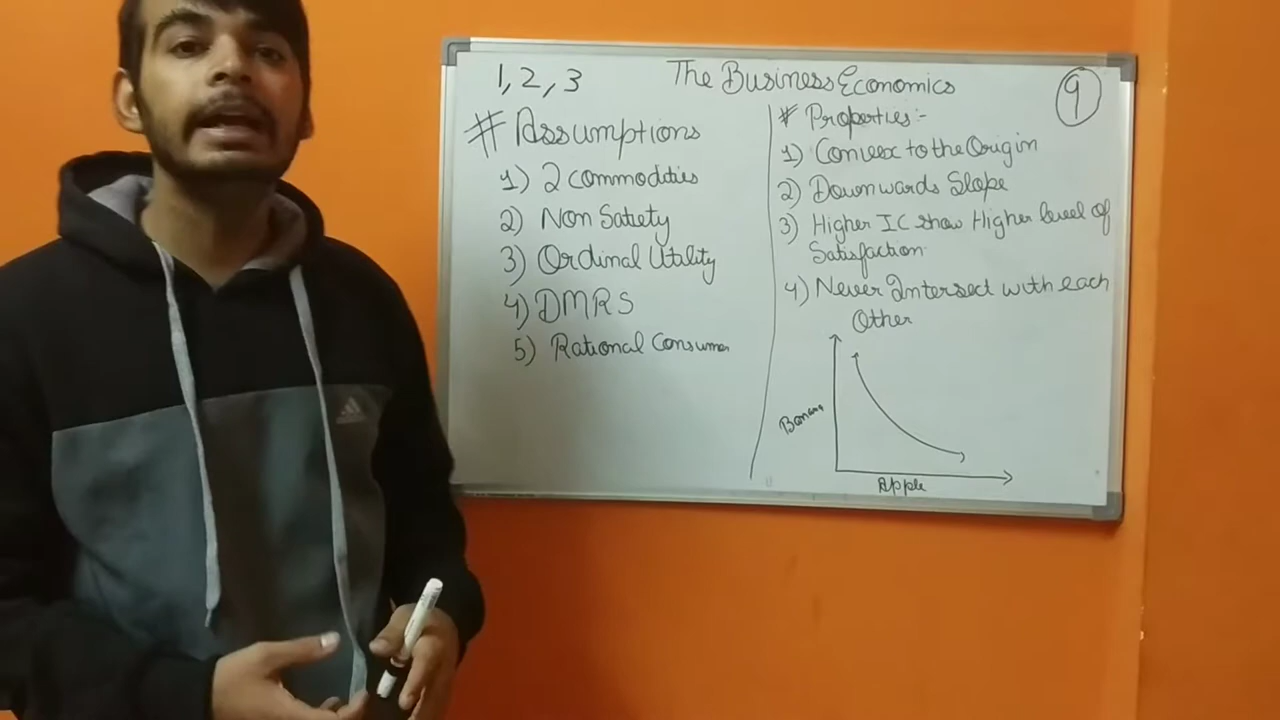 1, 2, 3
The Business Economics
9
# Assumptions
1) 2 commodities
2) Non Satiety
3) Ordinal Utility
4) DMRS
5) Rational Consumer
# Properties:-
1) Convex to the Origin
2) Downwards Slope
3) Higher IC show Higher level of
Satisfaction
4) Never Intersect with each
Other
Banana
Apple